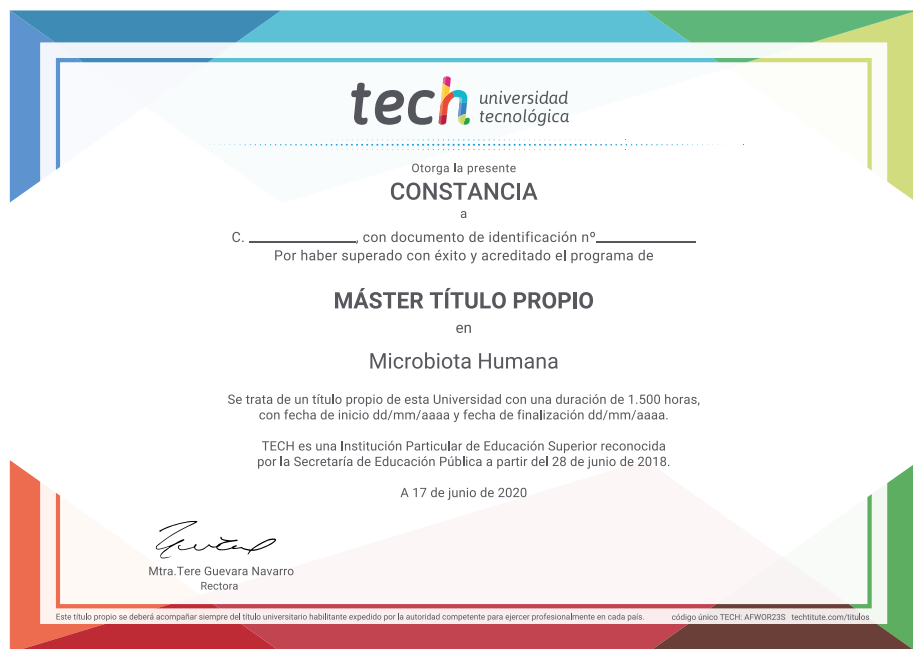 tech universidad
tecnológica
Otorga la presente
CONSTANCIA
a
C. ____________, con documento de identificación nº____________
Por haber superado con éxito y acreditado el programa de
MÁSTER TÍTULO PROPIO
en
Microbiota Humana
Se trata de un título propio de esta Universidad con una duración de 1.500 horas,
con fecha de inicio dd/mm/aaaa y fecha de finalización dd/mm/aaaa.
TECH es una Institución Particular de Educación Superior reconocida
por la Secretaría de Educación Pública a partir del 28 de junio de 2018.
A 17 de junio de 2020
Mtra.Tere Guevara Navarro
Rectora
Este título propio se deberá acompañar siempre del título universitario habilitante expedido por la autoridad competente para ejercer profesionalmente en cada país. código único TECH: AFWOR23S techtitute.com/titulos